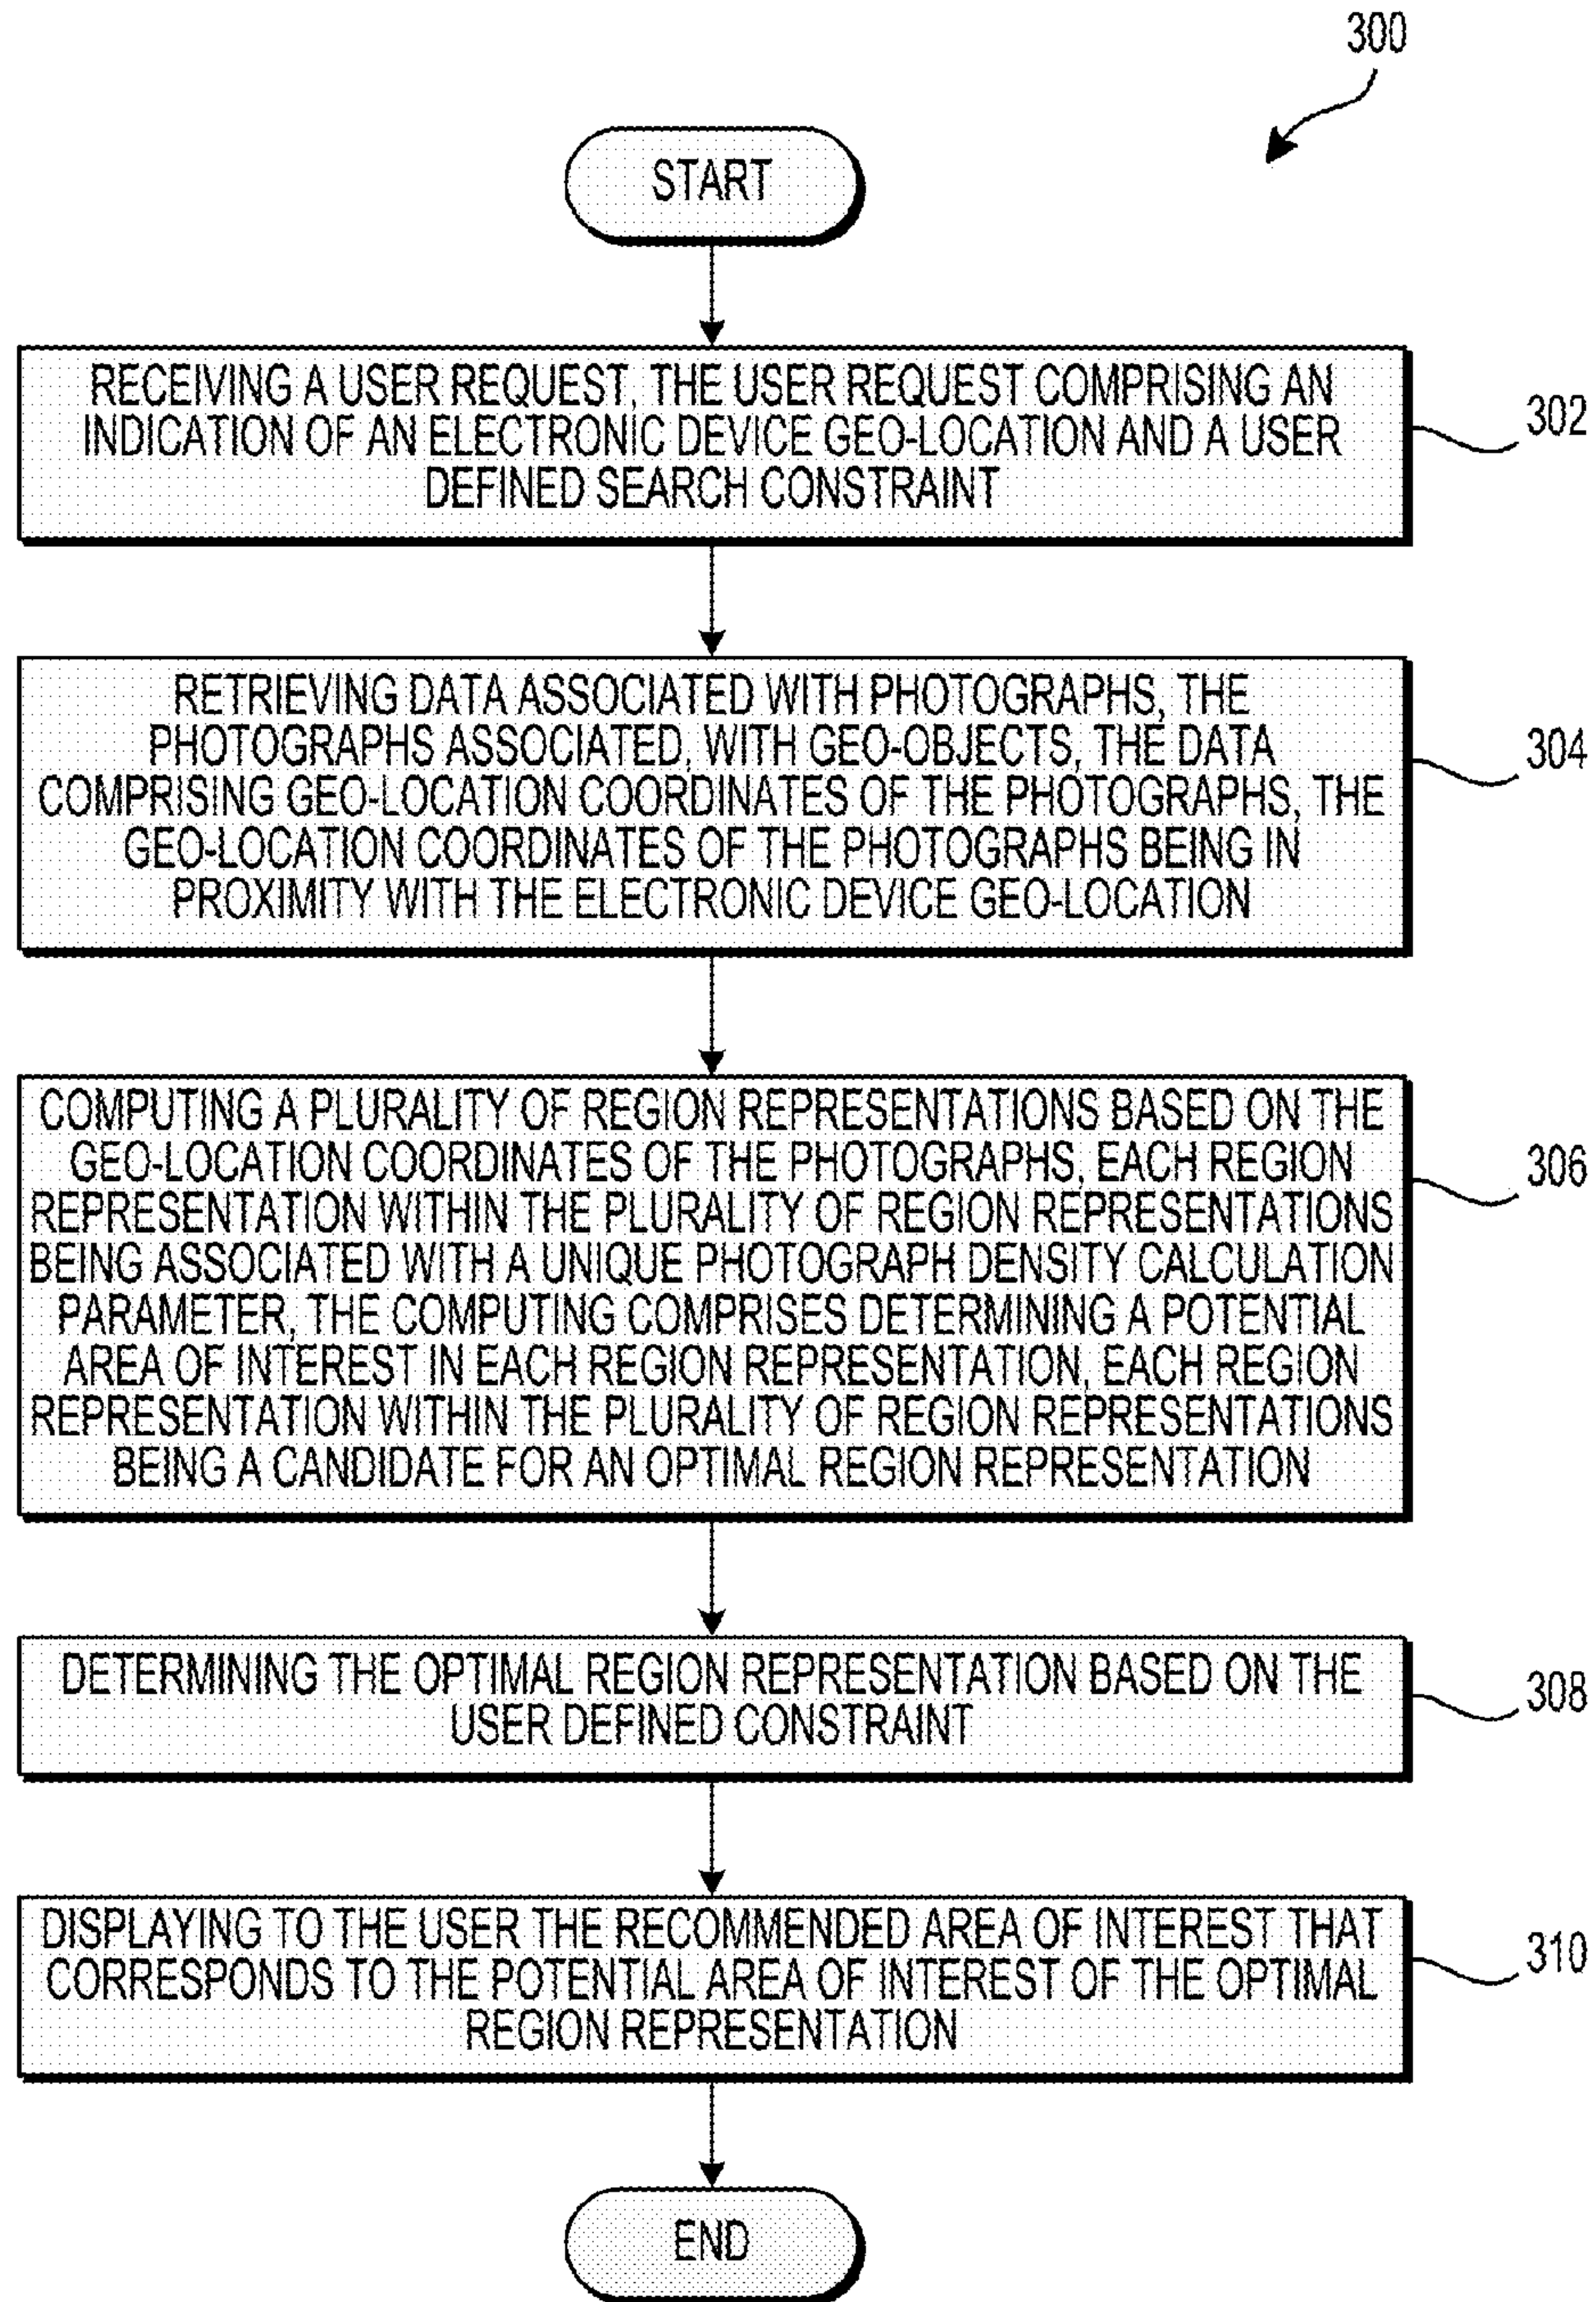 300
START
RECEIVING A USER REQUEST, THE USER REQUEST COMPRISING AN
INDICATION OF AN ELECTRONIC DEVICE GEO-LOCATION AND A USER
DEFINED SEARCH CONSTRAINT
302
RETRIEVING DATA ASSOCIATED WITH PHOTOGRAPHS, THE
PHOTOGRAPHS ASSOCIATED, WITH GEO-OBJECTS, THE DATA
COMPRISING GEO-LOCATION COORDINATES OF THE PHOTOGRAPHS, THE
GEO-LOCATION COORDINATES OF THE PHOTOGRAPHS BEING IN
PROXIMITY WITH THE ELECTRONIC DEVICE GEO-LOCATION
304
COMPUTING A PLURALITY OF REGION REPRESENTATIONS BASED ON THE
GEO-LOCATION COORDINATES OF THE PHOTOGRAPHS, EACH REGION
REPRESENTATION WITHIN THE PLURALITY OF REGION REPRESENTATIONS
BEING ASSOCIATED WITH A UNIQUE PHOTOGRAPH DENSITY CALCULATION
PARAMETER, THE COMPUTING COMPRISES DETERMINING A POTENTIAL
AREA OF INTEREST IN EACH REGION REPRESENTATION, EACH REGION
REPRESENTATION WITHIN THE PLURALITY OF REGION REPRESENTATIONS
BEING A CANDIDATE FOR AN OPTIMAL REGION REPRESENTATION
306
DETERMINING THE OPTIMAL REGION REPRESENTATION BASED ON THE
USER DEFINED CONSTRAINT
308
DISPLAYING TO THE USER THE RECOMMENDED AREA OF INTEREST THAT
CORRESPONDS TO THE POTENTIAL AREA OF INTEREST OF THE OPTIMAL
REGION REPRESENTATION
310
END